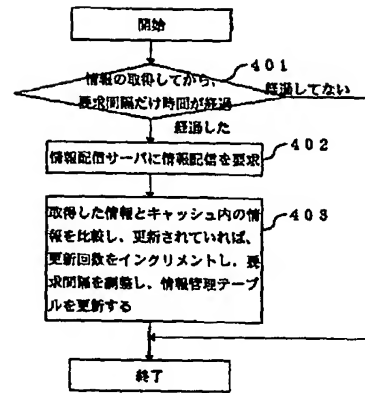 開始
情報の取得してから、
要求間隔だけ時間が経過
401
経過してない
経過した
情報配信サーバに情報配信を要求
402
取得した情報とキャッシュ内の情
報を比較し、更新されていれば、
更新回数をインクリメントし、要
求間隔を調整し、情報管理テーブ
ルを更新する
403
終了